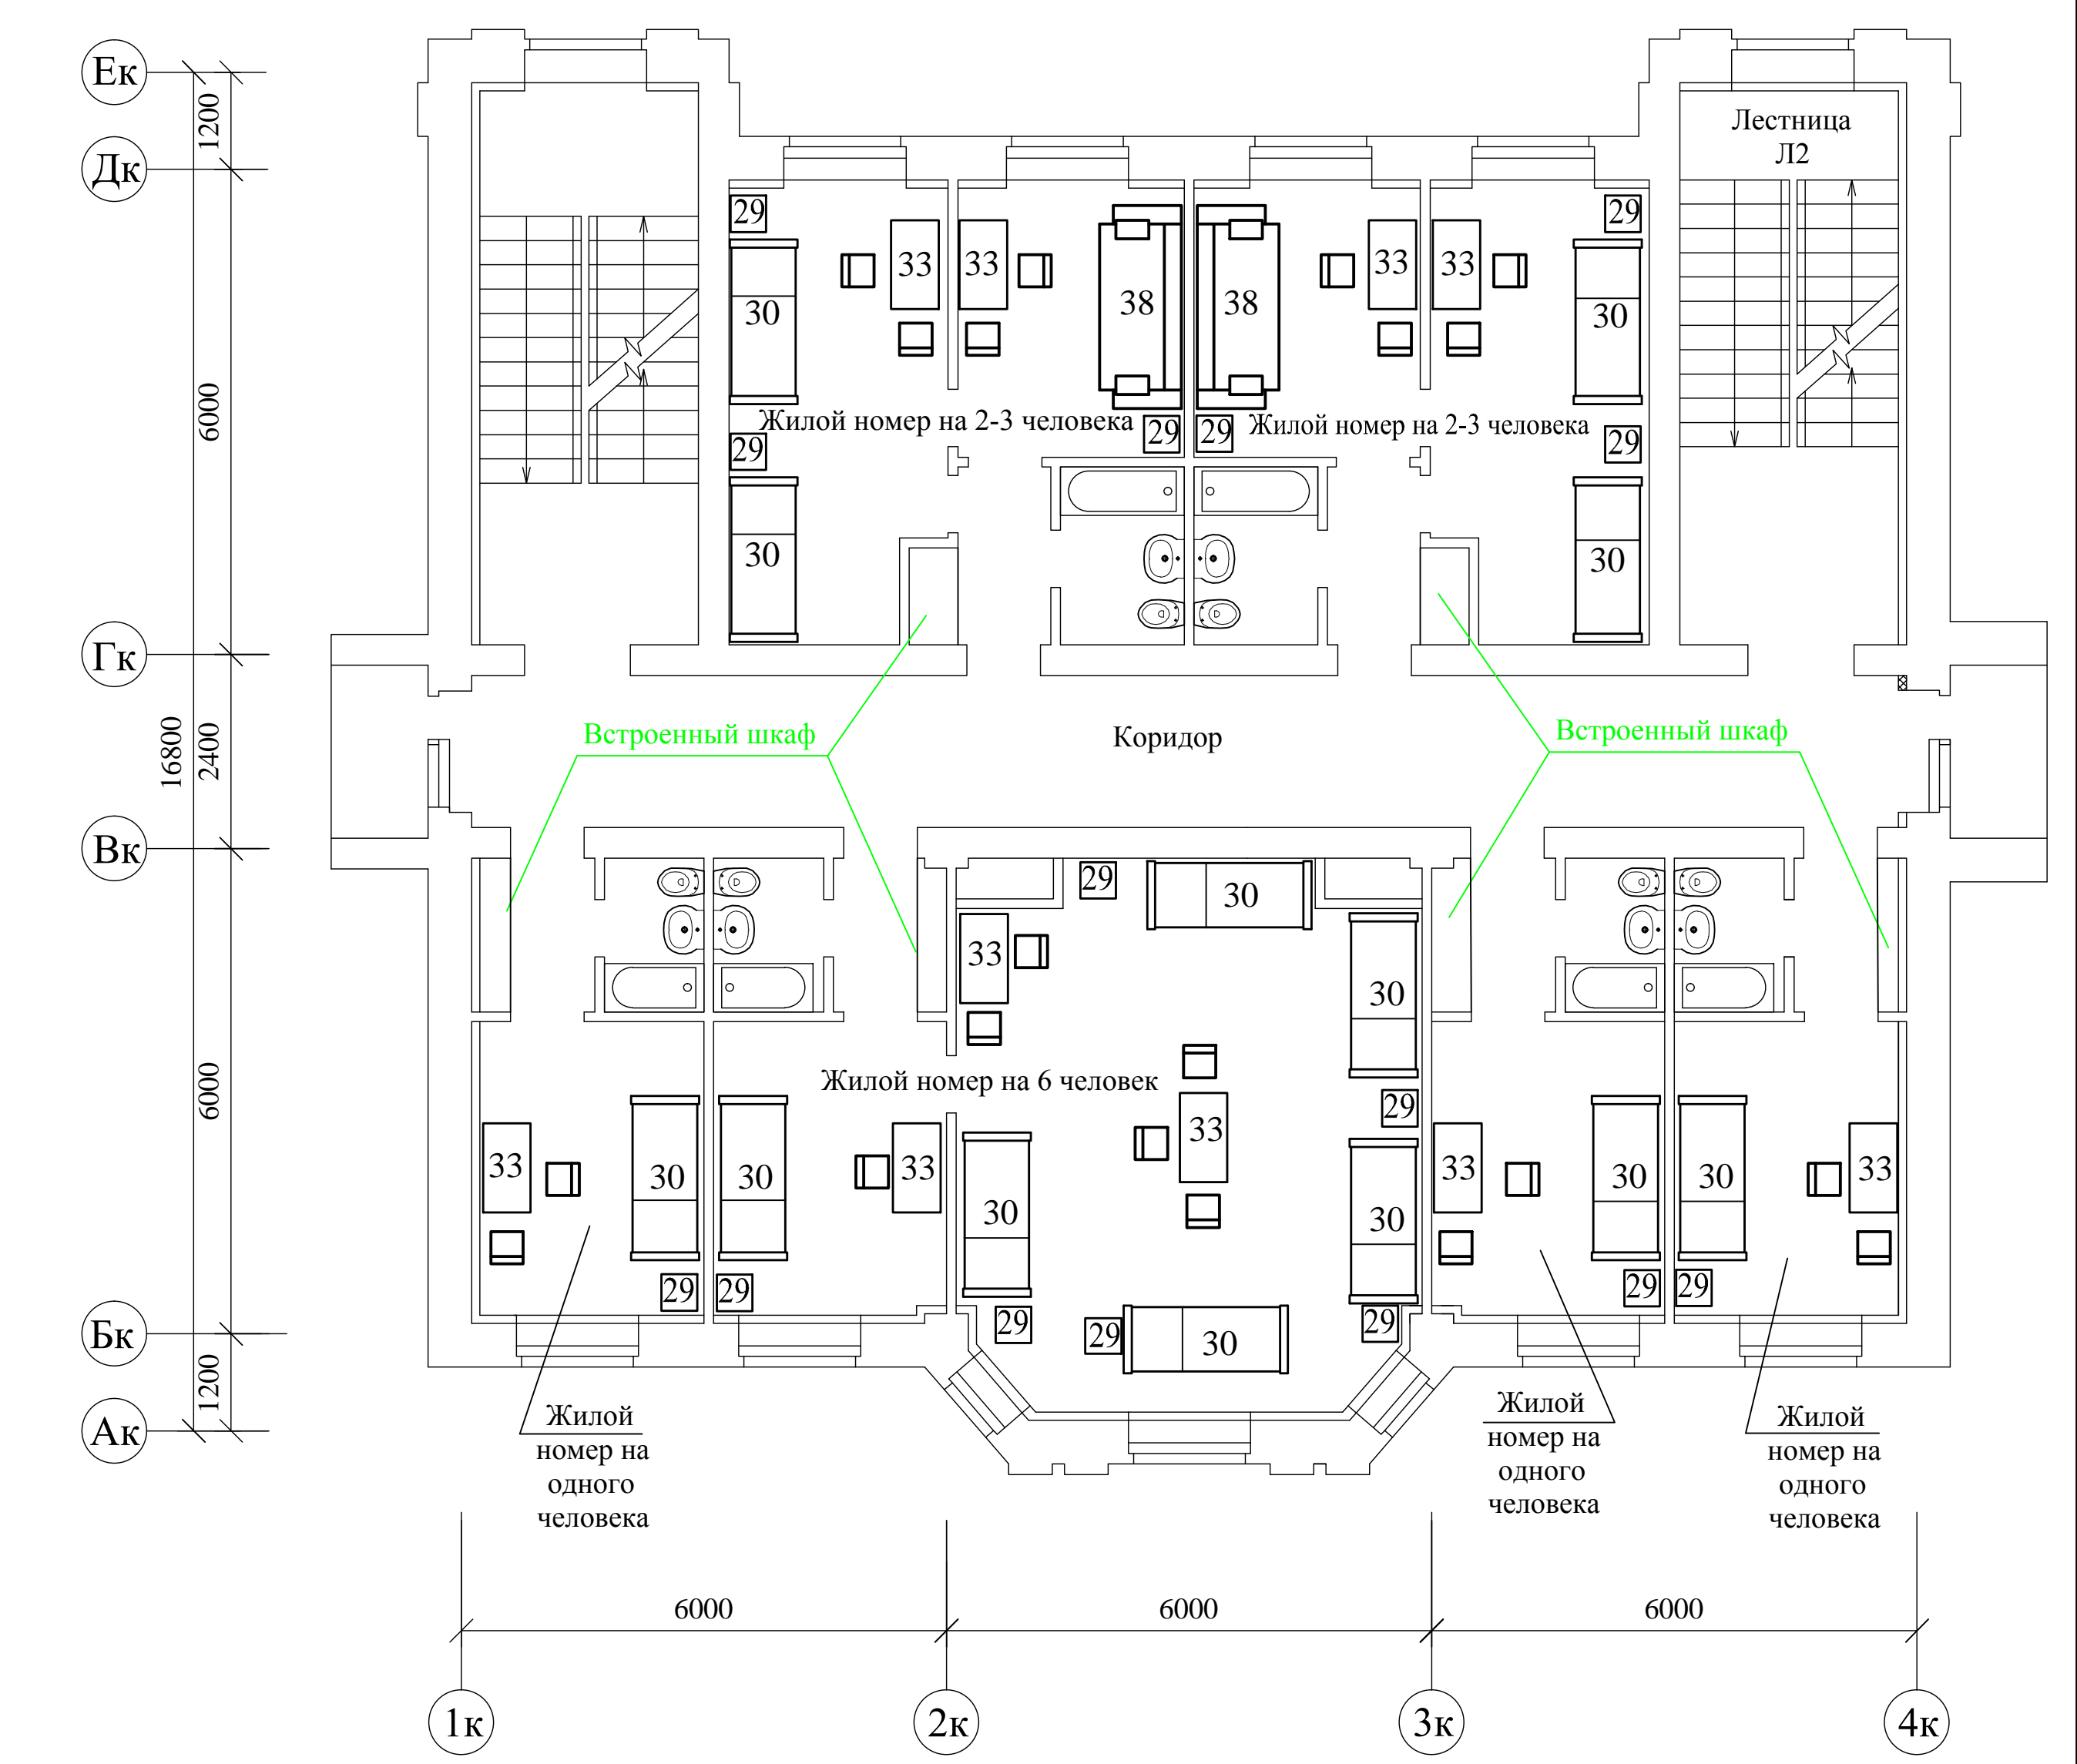 Ек
1200
Лестница
Л2
Дк
29
29
33
33
33
33
38
38
30
30
6000
Жилой номер на 2-3 человека
Жилой номер на 2-3 человека
29
29
29
29
30
30
Гк
16800
2400
Встроенный шкаф
Коридор
Встроенный шкаф
Вк
29
30
33
30
6000
Жилой номер на 6 человек
29
33
33
30
30
33
33
30
30
33
30
30
29
29
29
29
29
29
29
30
Бк
1200
Ак
Жилой
номер на
одного
человека
Жилой
номер на
одного
человека
Жилой
номер на
одного
человека
6000
6000
6000
1к
2к
3к
4к